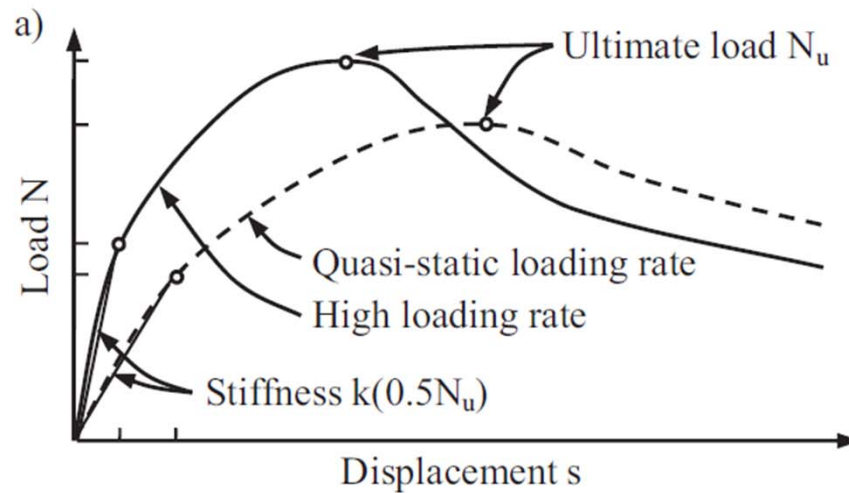 a)
Ultimate load Nᵤ
Load N
Quasi-static loading rate
High loading rate
Stiffness k(0.5Nᵤ)
Displacement s